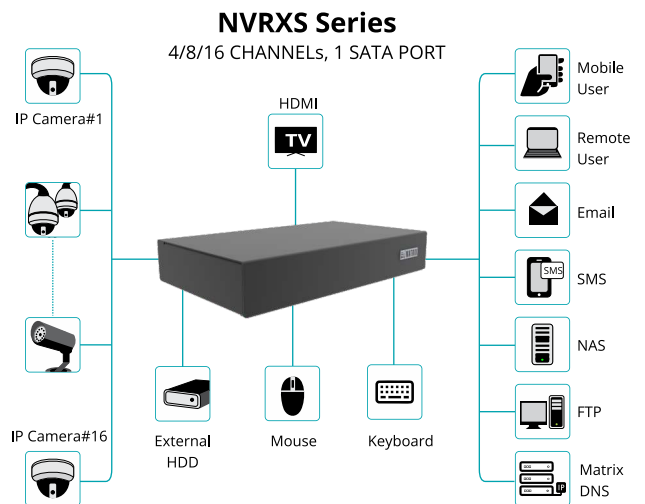 NVRXS Series
4/8/16 CHANNELs, 1 SATA PORT
IP Camera#1
HDMI
TV
Mobile
User
Remote
User
Email
SMS
SMS
NAS
FTP
IP
Matrix
DNS
IP Camera#16
External
HDD
Mouse
Keyboard